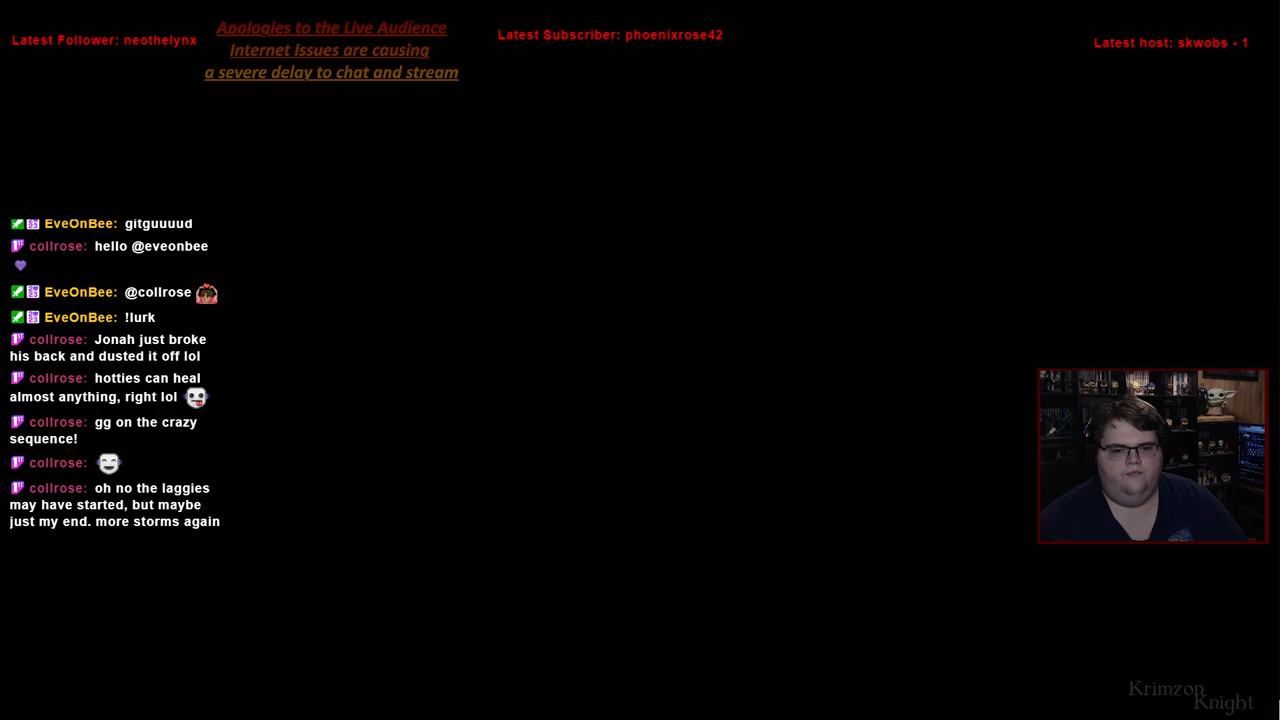 Latest Follower: neothelynx
Apologies to the Live Audience
Internet Issues are causing
a severe delay to chat and stream
Latest Subscriber: phoenixrose42
Latest host: skwobs - 1
EveOnBee: gitguuuud
collrose: hello @eveonbee
EveOnBee: @collrose
EveOnBee: !lurk
collrose: Jonah just broke
his back and dusted it off lol
collrose: hotties can heal
almost anything, right lol
collrose: gg on the crazy
sequence!
collrose:
collrose: oh no the laggies
may have started, but maybe
just my end. more storms again
Krimzon
Knight